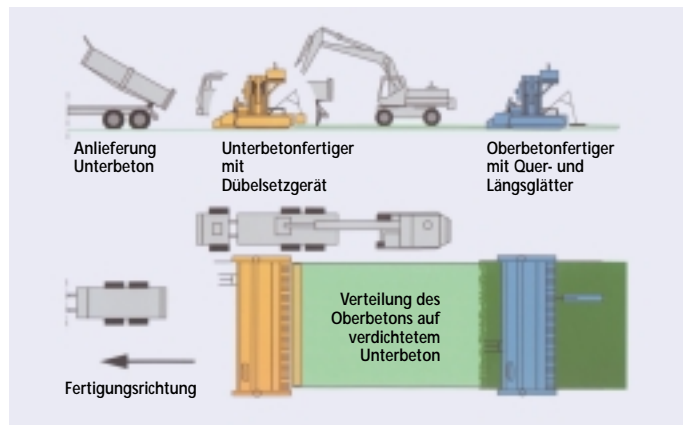 Anlieferung
Unterbeton
Unterbetonfertiger
mit
Dübelsetzgerät
Oberbetonfertiger
mit Quer- und
Längsglätter
Verteilung des
Oberbetons auf
verdichtetem
Unterbeton
Fertigungsrichtung